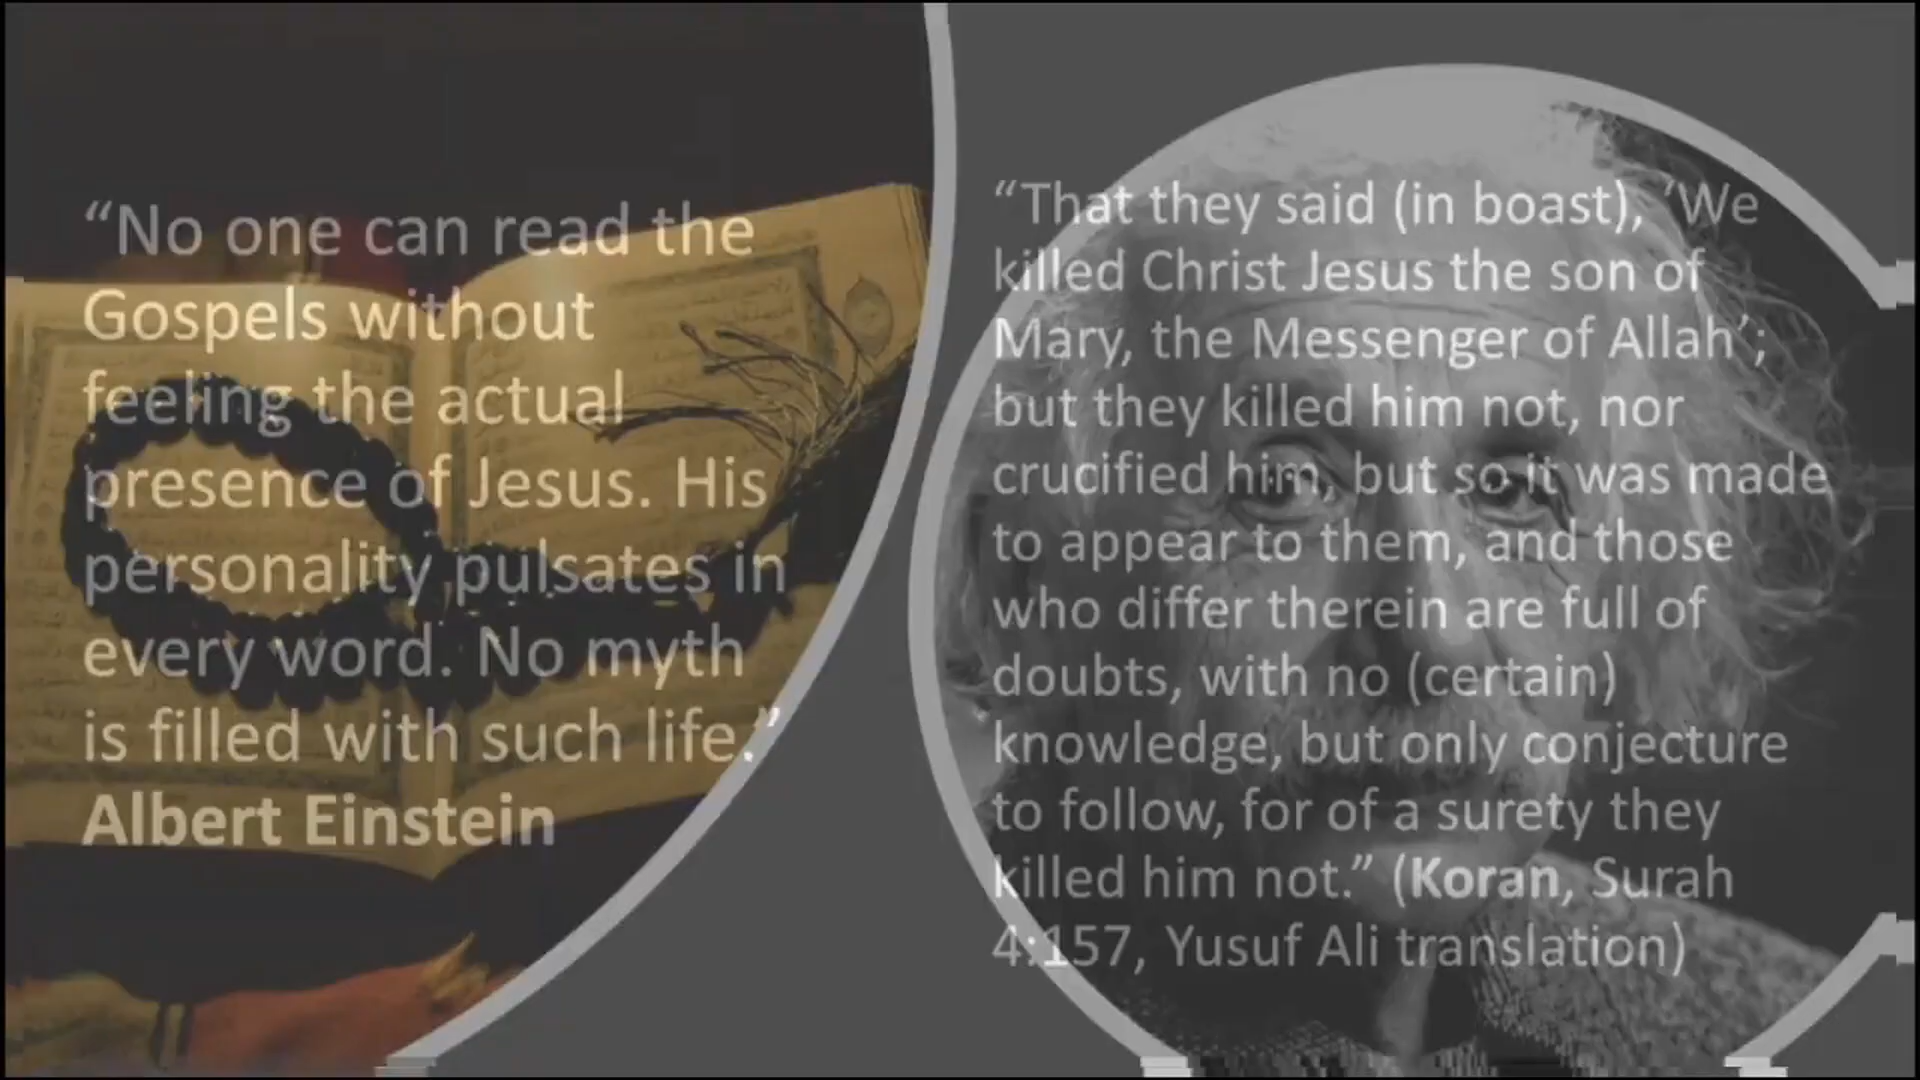 “No one can read the
Gospels without
feeling the actual
presence of Jesus. His
personality pulsates in
every word. No myth
is filled with such life.”
Albert Einstein
“That they said (in boast), ‘We
killed Christ Jesus the son of
Mary, the Messenger of Allah’;
but they killed him not, nor
crucified him, but so it was made
to appear to them, and those
who differ therein are full of
doubts, with no (certain)
knowledge, but only conjecture
to follow, for of a surety they
killed him not.” (Koran, Surah
4:157, Yusuf Ali translation)